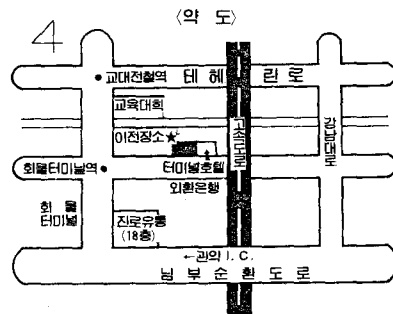 〈약 도〉
4
교대전철역 테 헤 란로
교육대학
이전장소★
고속도로
강남대로
화물터미널역 터미널호텔
외환은행
화 물
터미널
진로유통
(18층)
←관악 I.C.
남 부 순 환 도 로